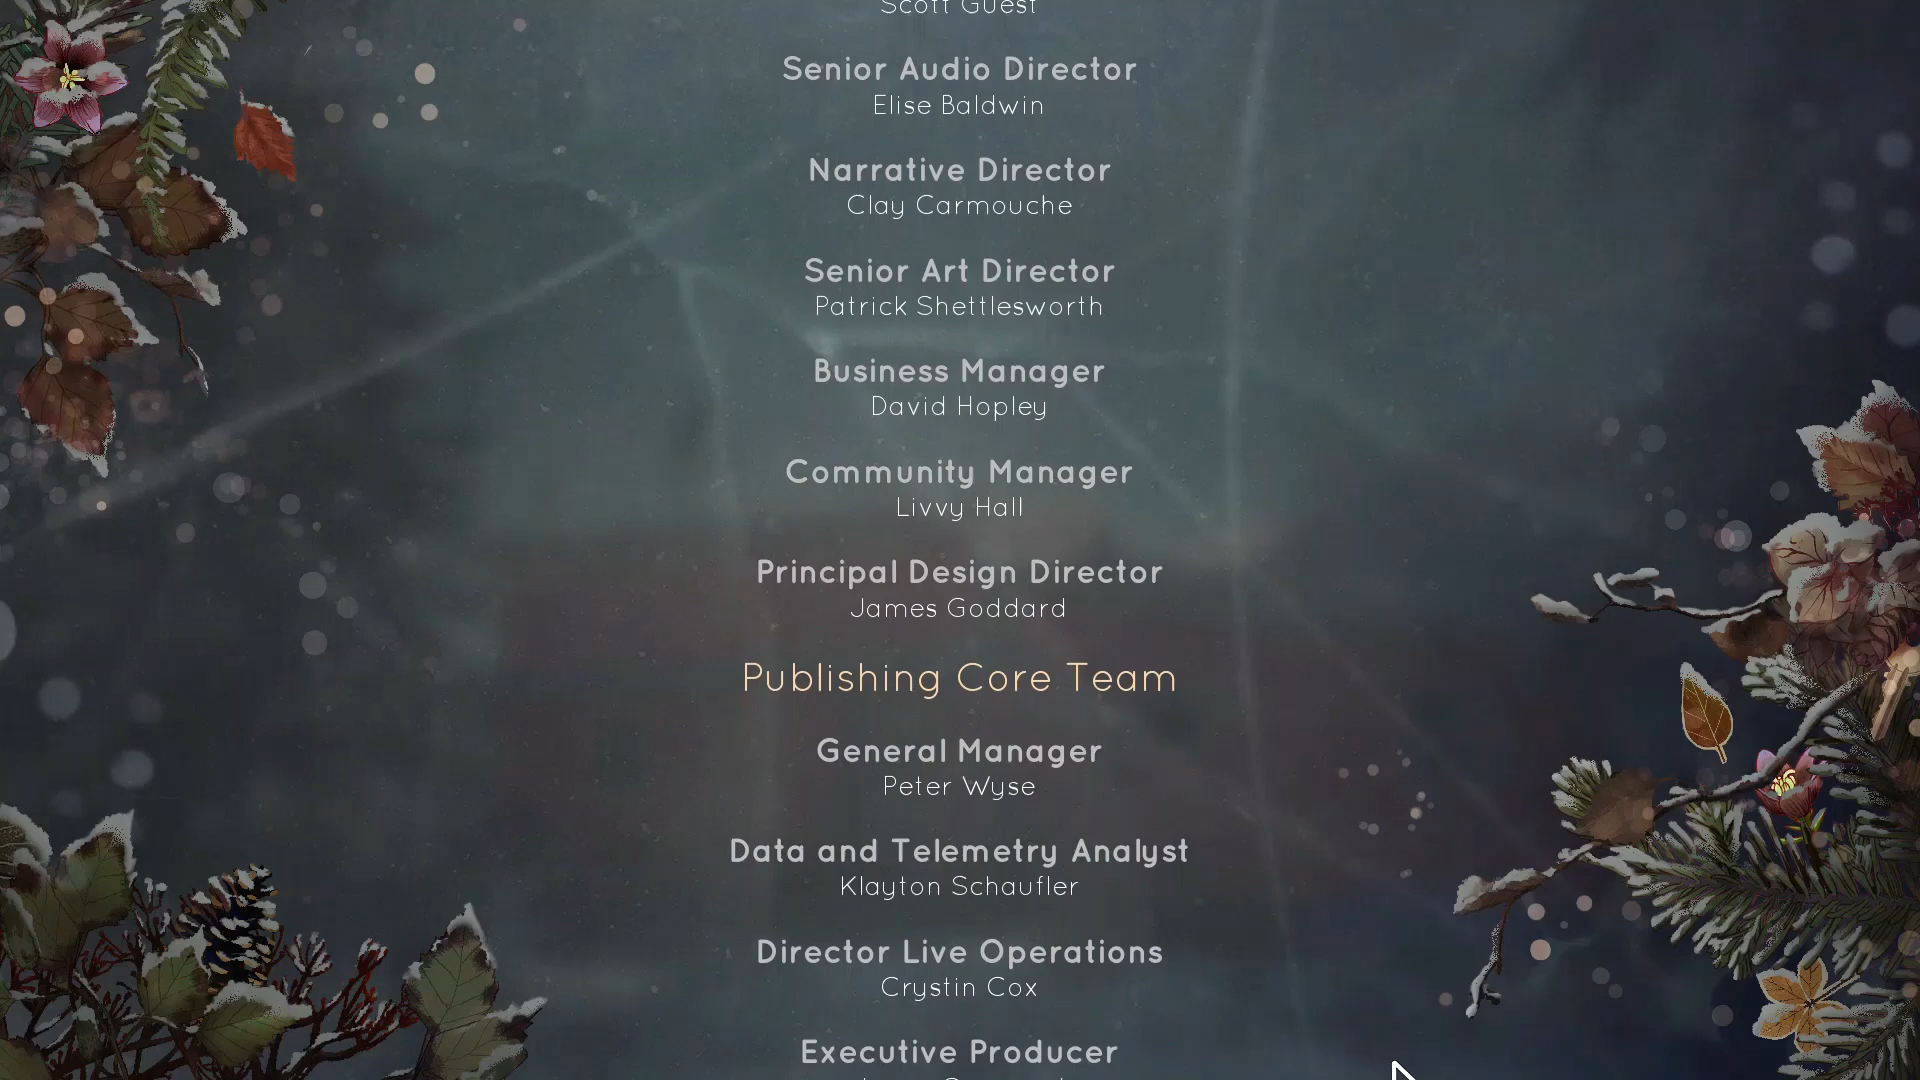 Scott Guest
Senior Audio Director
Elise Baldwin
Narrative Director
Clay Carmouche
Senior Art Director
Patrick Shettlesworth
Business Manager
David Hopley
Community Manager
Livvy Hall
Principal Design Director
James Goddard
Publishing Core Team
General Manager
Peter Wyse
Data and Telemetry Analyst
Klayton Schaufler
Director Live Operations
Crystin Cox
Executive Producer